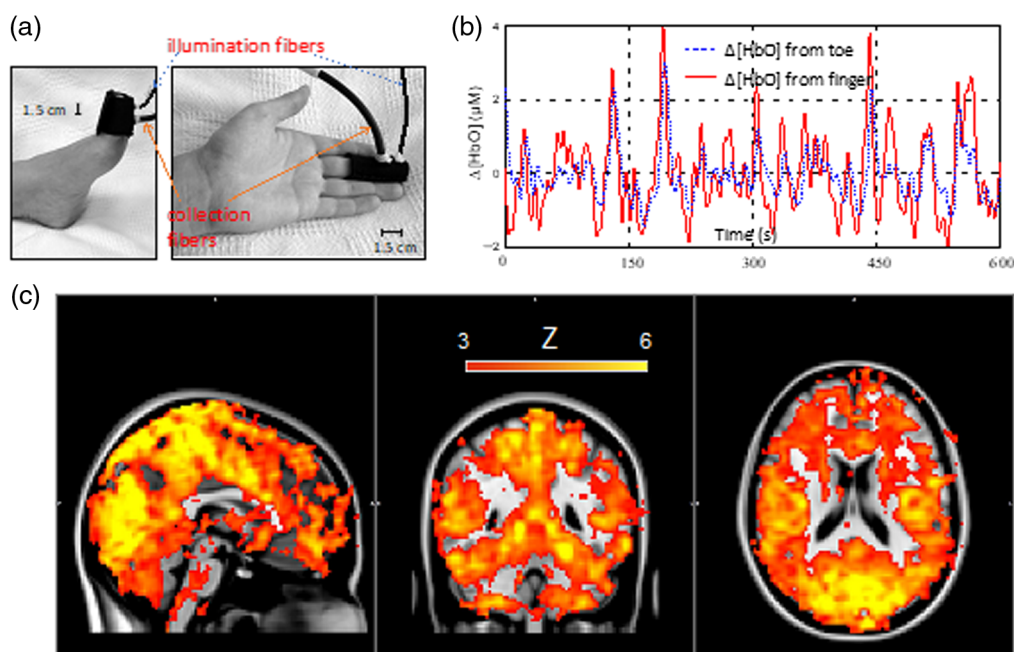 (a)
illumination fibers
1.5 cm
collection
fibers
1.5 cm
(b)
4
2
0
−2
Δ[HbO] (μM)
Δ[HbO] from toe
Δ[HbO] from finger
Time (s)
0
150
300
450
600
(c)
3
Z
6